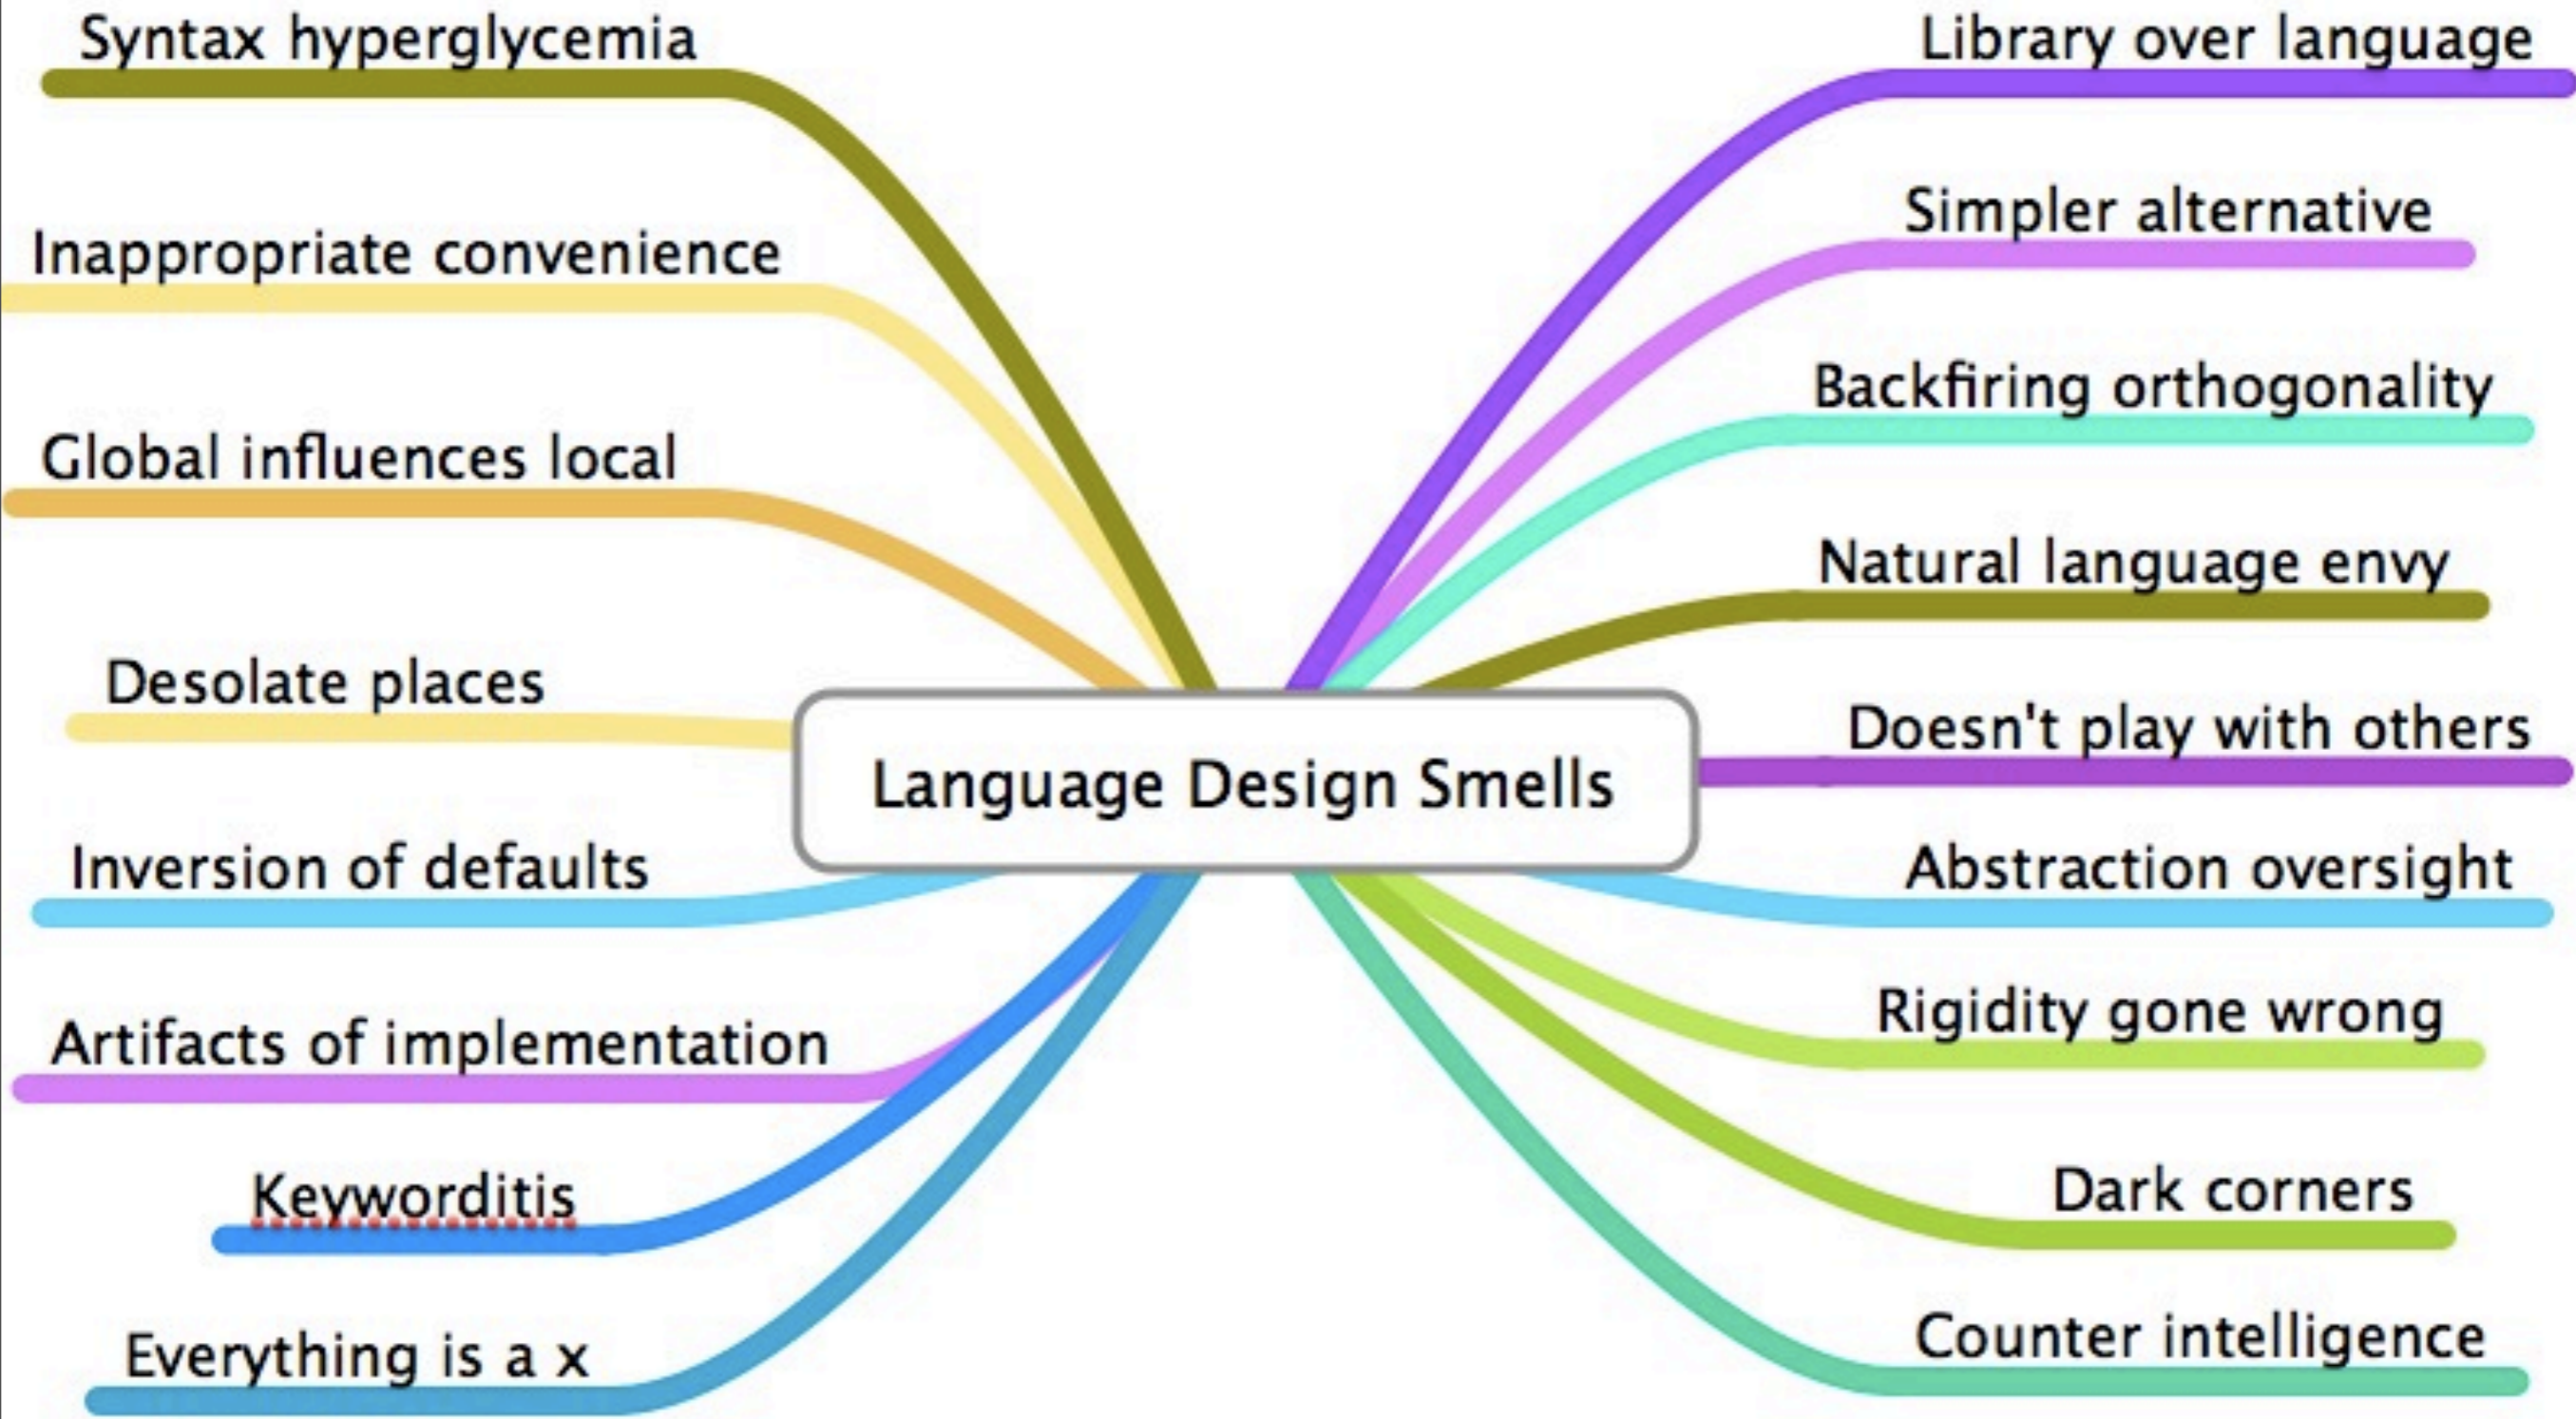 Syntax hyperglycemia
Inappropriate convenience
Global influences local
Desolate places
Inversion of defaults
Artifacts of implementation
Keyworditis
Everything is a x
Language Design Smells
Library over language
Simpler alternative
Backfiring orthogonality
Natural language envy
Doesn't play with others
Abstraction oversight
Rigidity gone wrong
Dark corners
Counter intelligence